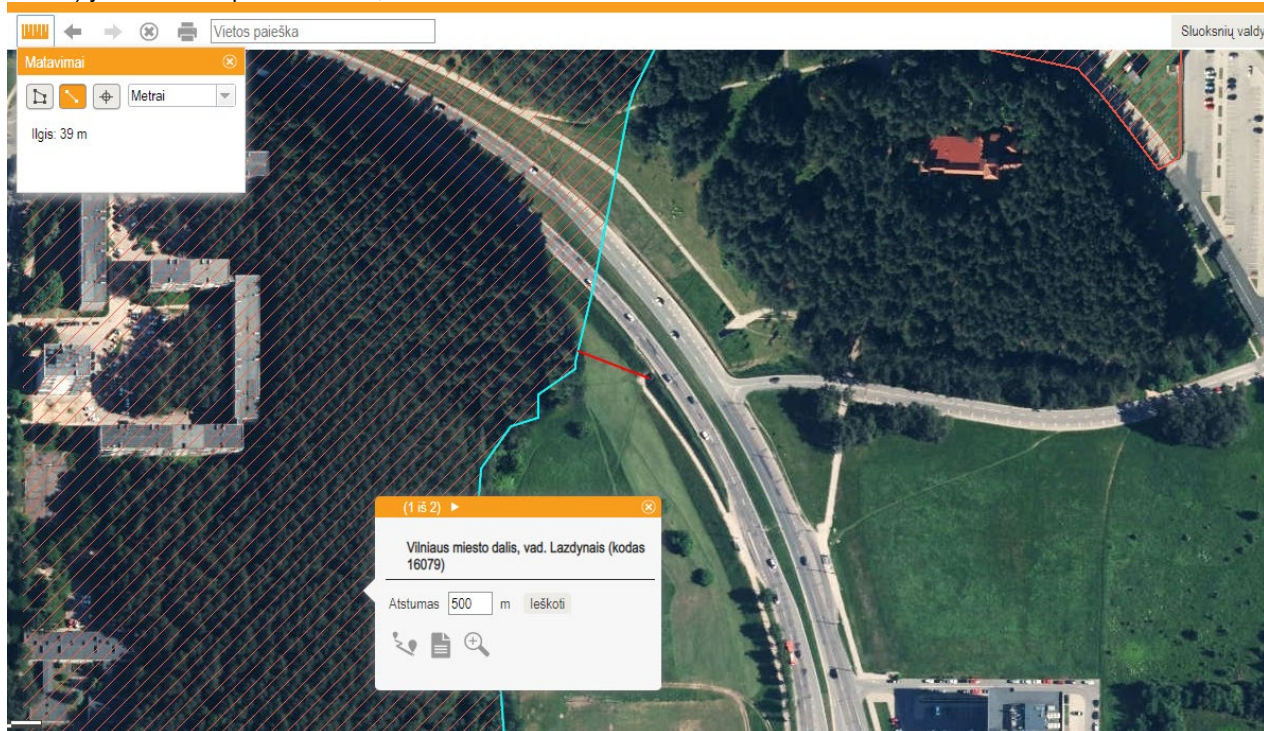 Vietos paieška
Sluoksnių valdy
Matavimai
Metrai
Ilgis: 39 m
(1 iš 2)
Vilniaus miesto dalis, vad. Lazdynais (kodas
16079)
Atstumas 500 m Ieškoti